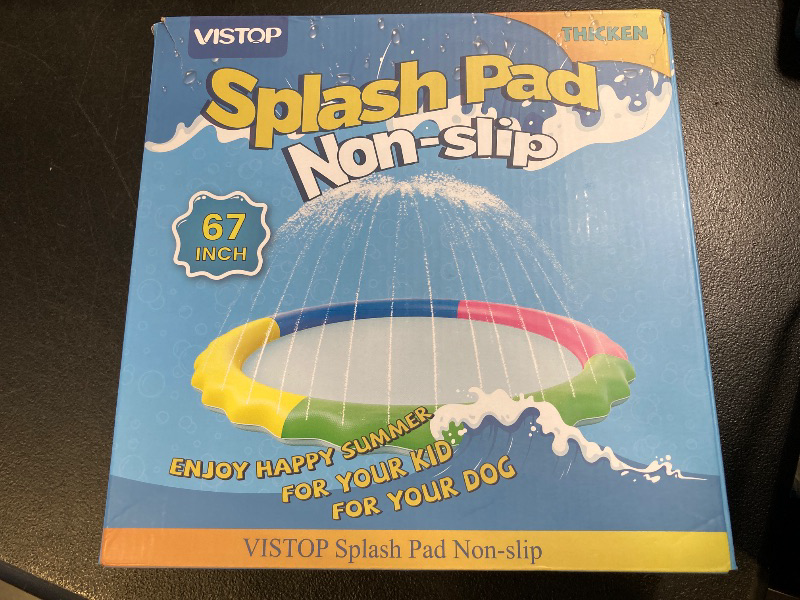 VISTOP
THICKEN
Splash Pad
Non-slip
67
INCH
ENJOY HAPPY SUMMER
FOR YOUR KID
FOR YOUR DOG
VISTOP Splash Pad Non-slip